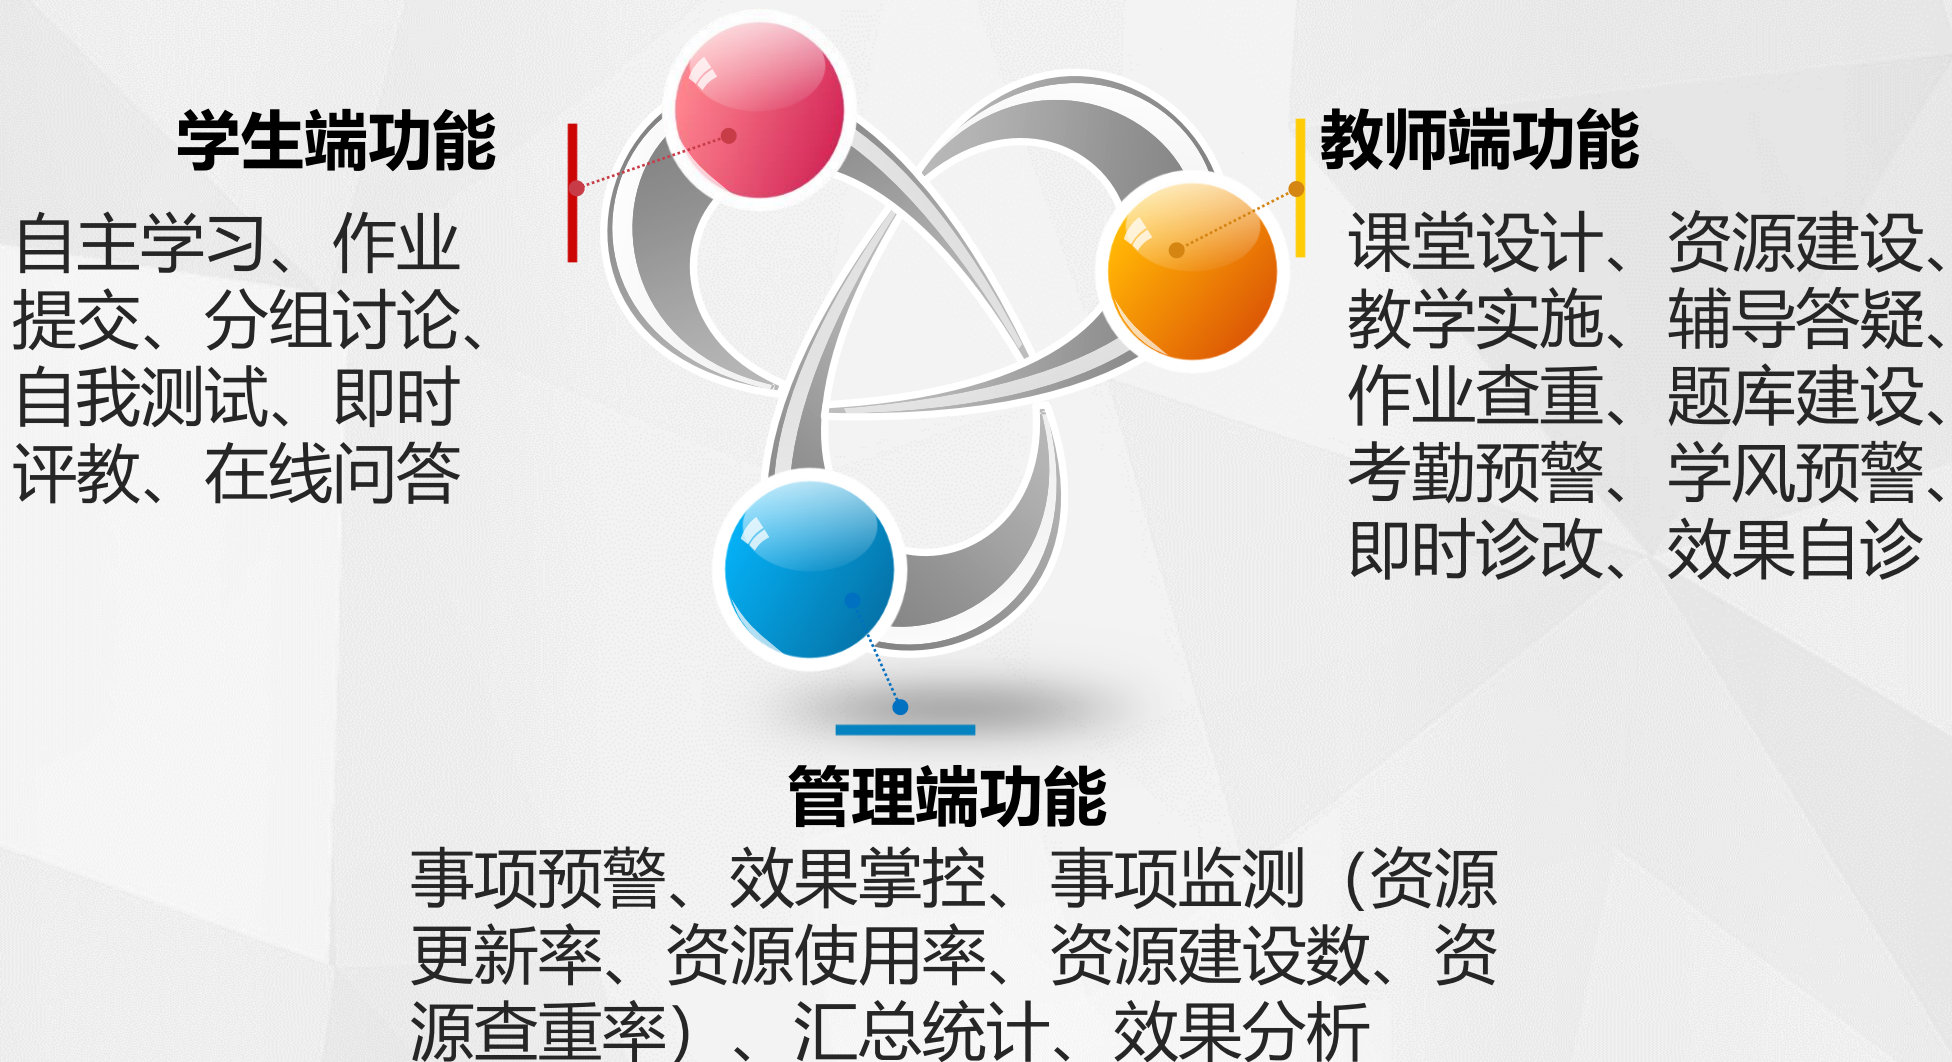 学生端功能
自主学习、作业
提交、分组讨论、
自我测试、即时
评教、在线问答
教师端功能
课堂设计、资源建设、
教学实施、辅导答疑、
作业查重、题库建设、
考勤预警、学风预警、
即时诊改、效果自诊
管理端功能
事项预警、效果掌控、事项监测（资源
更新率、资源使用率、资源建设数、资
源查重率）、汇总统计、效果分析